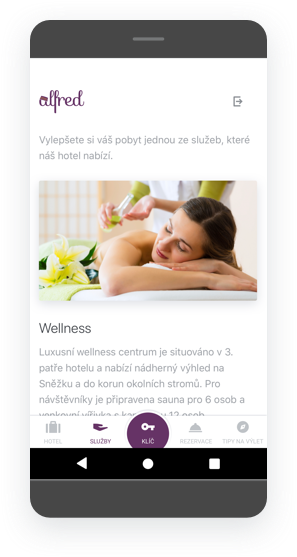 alfred
Vylepšete si váš pobyt jednou ze služeb, které
náš hotel nabízí.
Wellness
Luxusní wellness centrum je situováno v 3.
patře hotelu a nabízí nádherný výhled na
Sněžku a do korun okolních stromů. Pro
návštěvníky je připravena sauna pro 6 osob a
venkovní vířivka s
12 osob
HOTEL SLUŽBY KLÍČ REZERVACE TIPY NA VÝLET